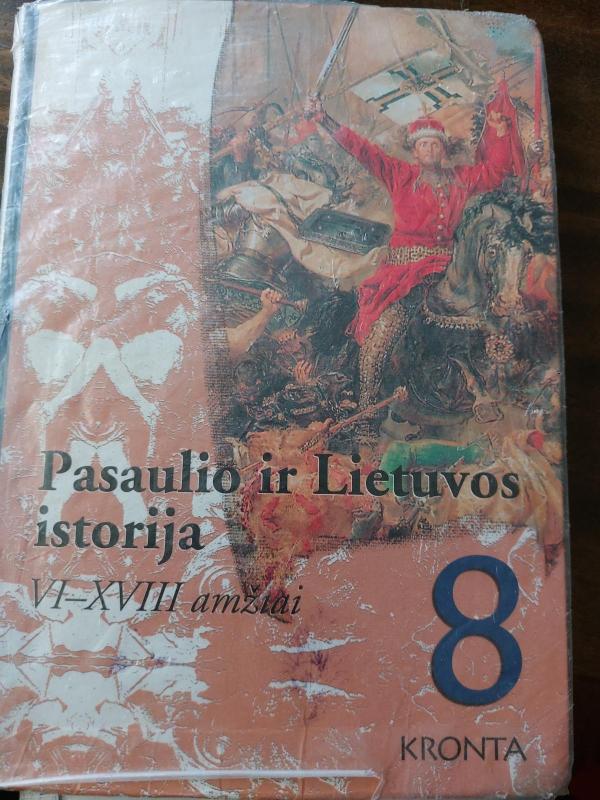 Pasaulio ir Lietuvos
istorija
VI–XVIII amžiai
8
KRONTA